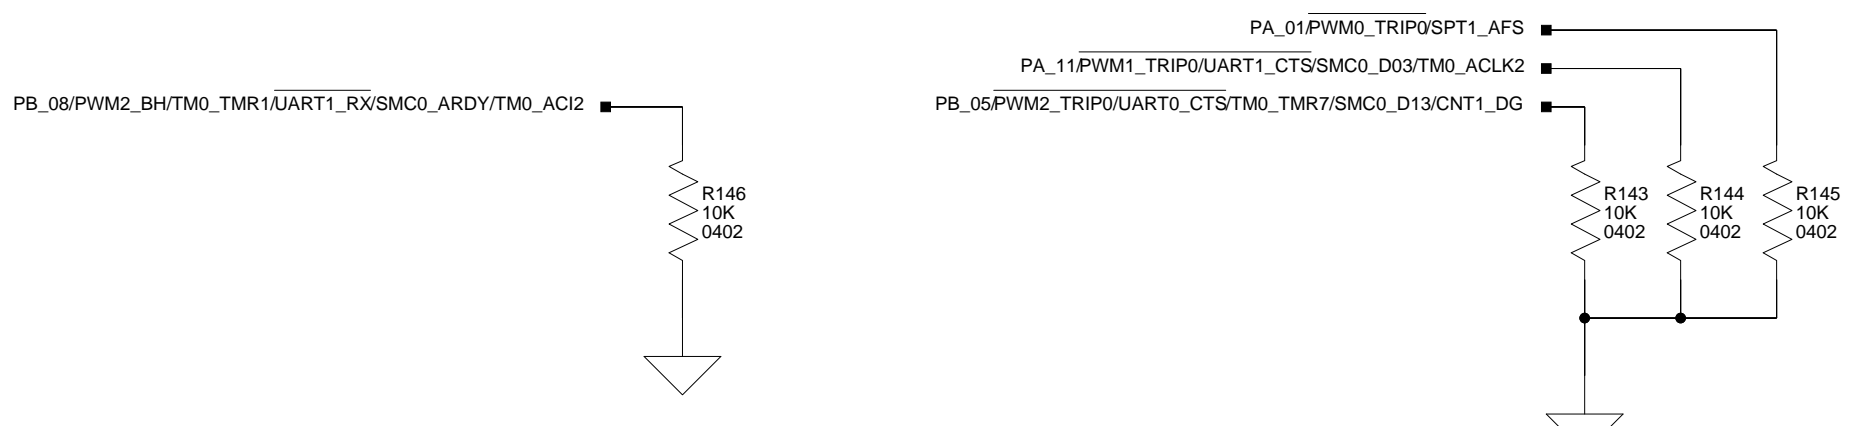 PA_01/PWM0_TRIP0/SPT1_AFS
PA_11/PWM1_TRIP0/UART1_CTS/SMC0_D03/TM0_ACLK2
PB_08/PWM2_BH/TM0_TMR1/UART1_RX/SMC0_ARDY/TM0_ACI2
PB_05/PWM2_TRIP0/UART0_CTS/TM0_TMR7/SMC0_D13/CNT1_DG
R146
10K
0402
R143
10K
0402
R144
10K
0402
R145
10K
0402